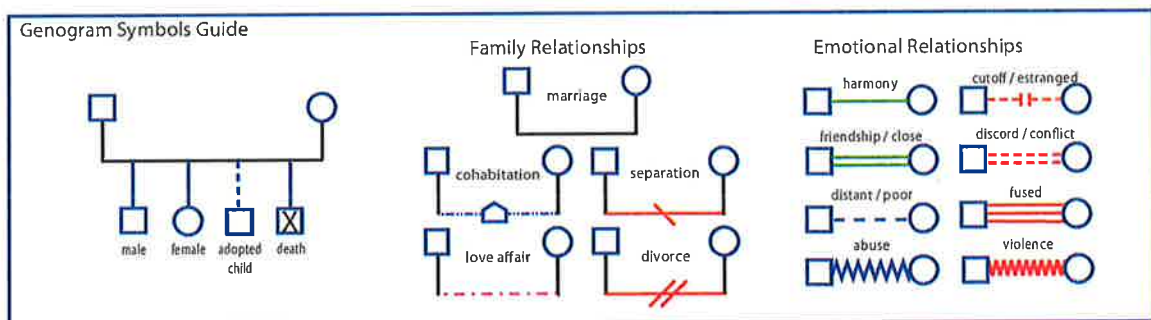 Genogram Symbols Guide
male
female
adopted
child
death
X
Family Relationships
marriage
cohabitation
separation
love affair
divorce
Emotional Relationships
harmony
cutoff / estranged
friendship / close
discord / conflict
distant / poor
fused
abuse
violence